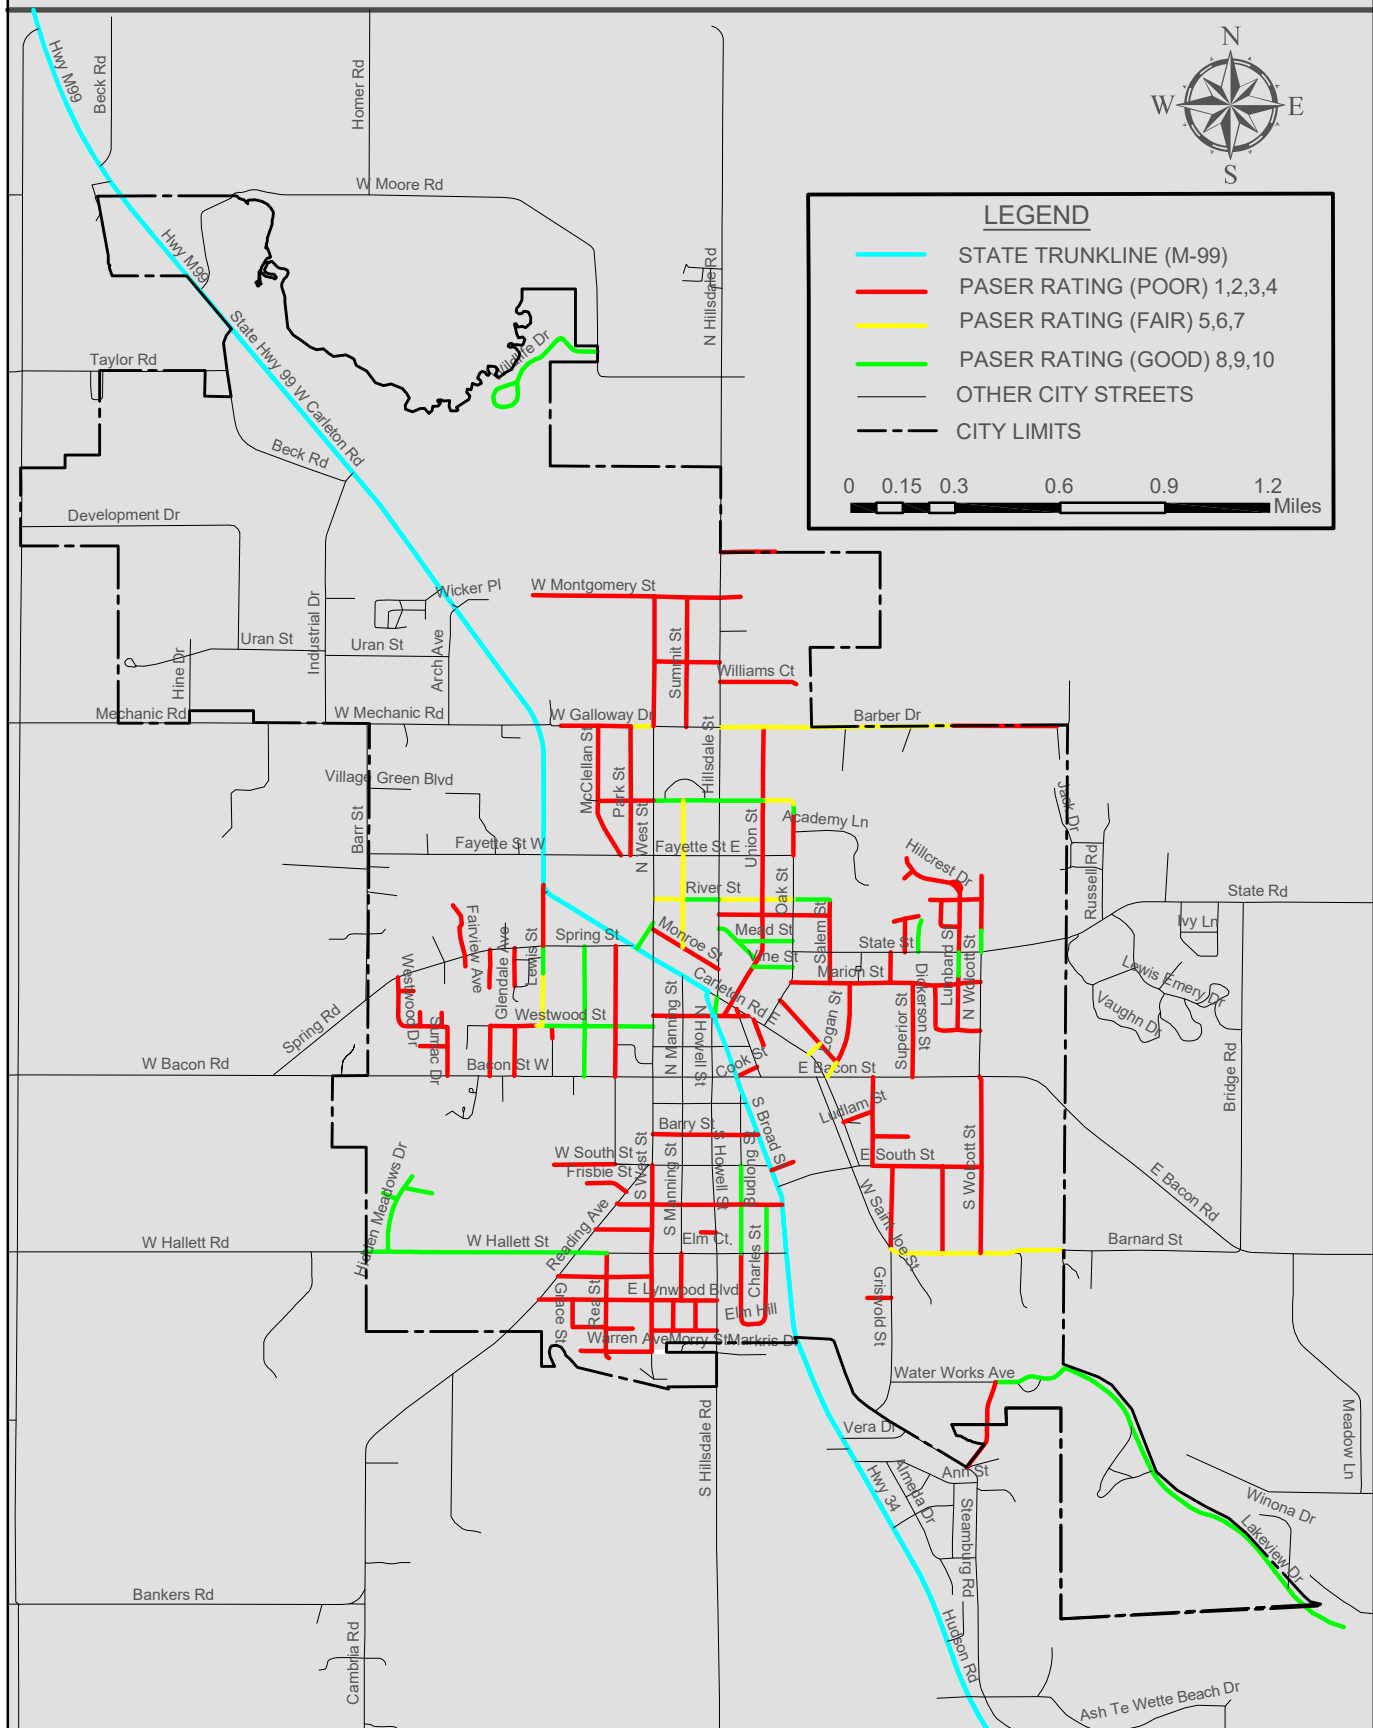 N
W
E
S
LEGEND
STATE TRUNKLINE (M-99)
PASER RATING (POOR) 1,2,3,4
PASER RATING (FAIR) 5,6,7
PASER RATING (GOOD) 8,9,10
OTHER CITY STREETS
CITY LIMITS
0 0.15 0.3 0.6 0.9 1.2
Miles
Hwy M99
Beck Rd
Homer Rd
W Moore Rd
Hwy M99
N Hillsdale Rd
State Hwy 99 W Carleton Rd
Wildlife Dr
Taylor Rd
Beck Rd
Development Dr
Wicker Pl
W Montgomery St
Industrial Dr
Uran St
Uran St
Arch Ave
Hine Dr
Summit St
Williams Ct
Mechanic Rd
W Mechanic Rd
W Galloway Dr
Barber Dr
McClellan St
Park St
Hillsdale St
Village Green Blvd
Barr St
N West St
Union St
Academy Ln
Jack Dr
Fayette St W
Fayette St E
Hillcrest Dr
Russell Rd
River St
Oak St
State Rd
Ivy Ln
Fairview Ave
Glendale Ave
Lewis St
Spring St
Monroe St
Mead St
Vine St
Salem St
State St
Marion St
Lumbard St
N Wolcott St
Lewis Emery Dr
Vaughn Dr
Westwood Dr
Sumac Dr
Spring Rd
Westwood St
N Manning St
Carleton Rd E
N Howell St
Logan St
Superior St
Dickerson St
W Bacon Rd
Bacon St W
Cook St
E Bacon St
Bridge Rd
S Broad St
Ludlam St
Barry St
W South St
Frisbie St
S West St
S Manning St
S Howell St
Budlong St
E South St
S Wolcott St
E Bacon Rd
Hidden Meadows Dr
Reading Ave
W Saint Joe St
W Hallett Rd
W Hallett St
Elm Ct.
Charles St
Barnard St
Grace St
Rea St
E Lynwood Blvd
Elm Hill
Griswold St
Warren Ave
Morry St
Markris Dr
Water Works Ave
Vera Dr
S Hillsdale Rd
Meadow Ln
Hwy 34
Almeda Dr
Ann St
Steamburg Rd
Winona Dr
Lakeview Dr
Bankers Rd
Cambria Rd
Hudson Rd
Ash Te Wette Beach Dr